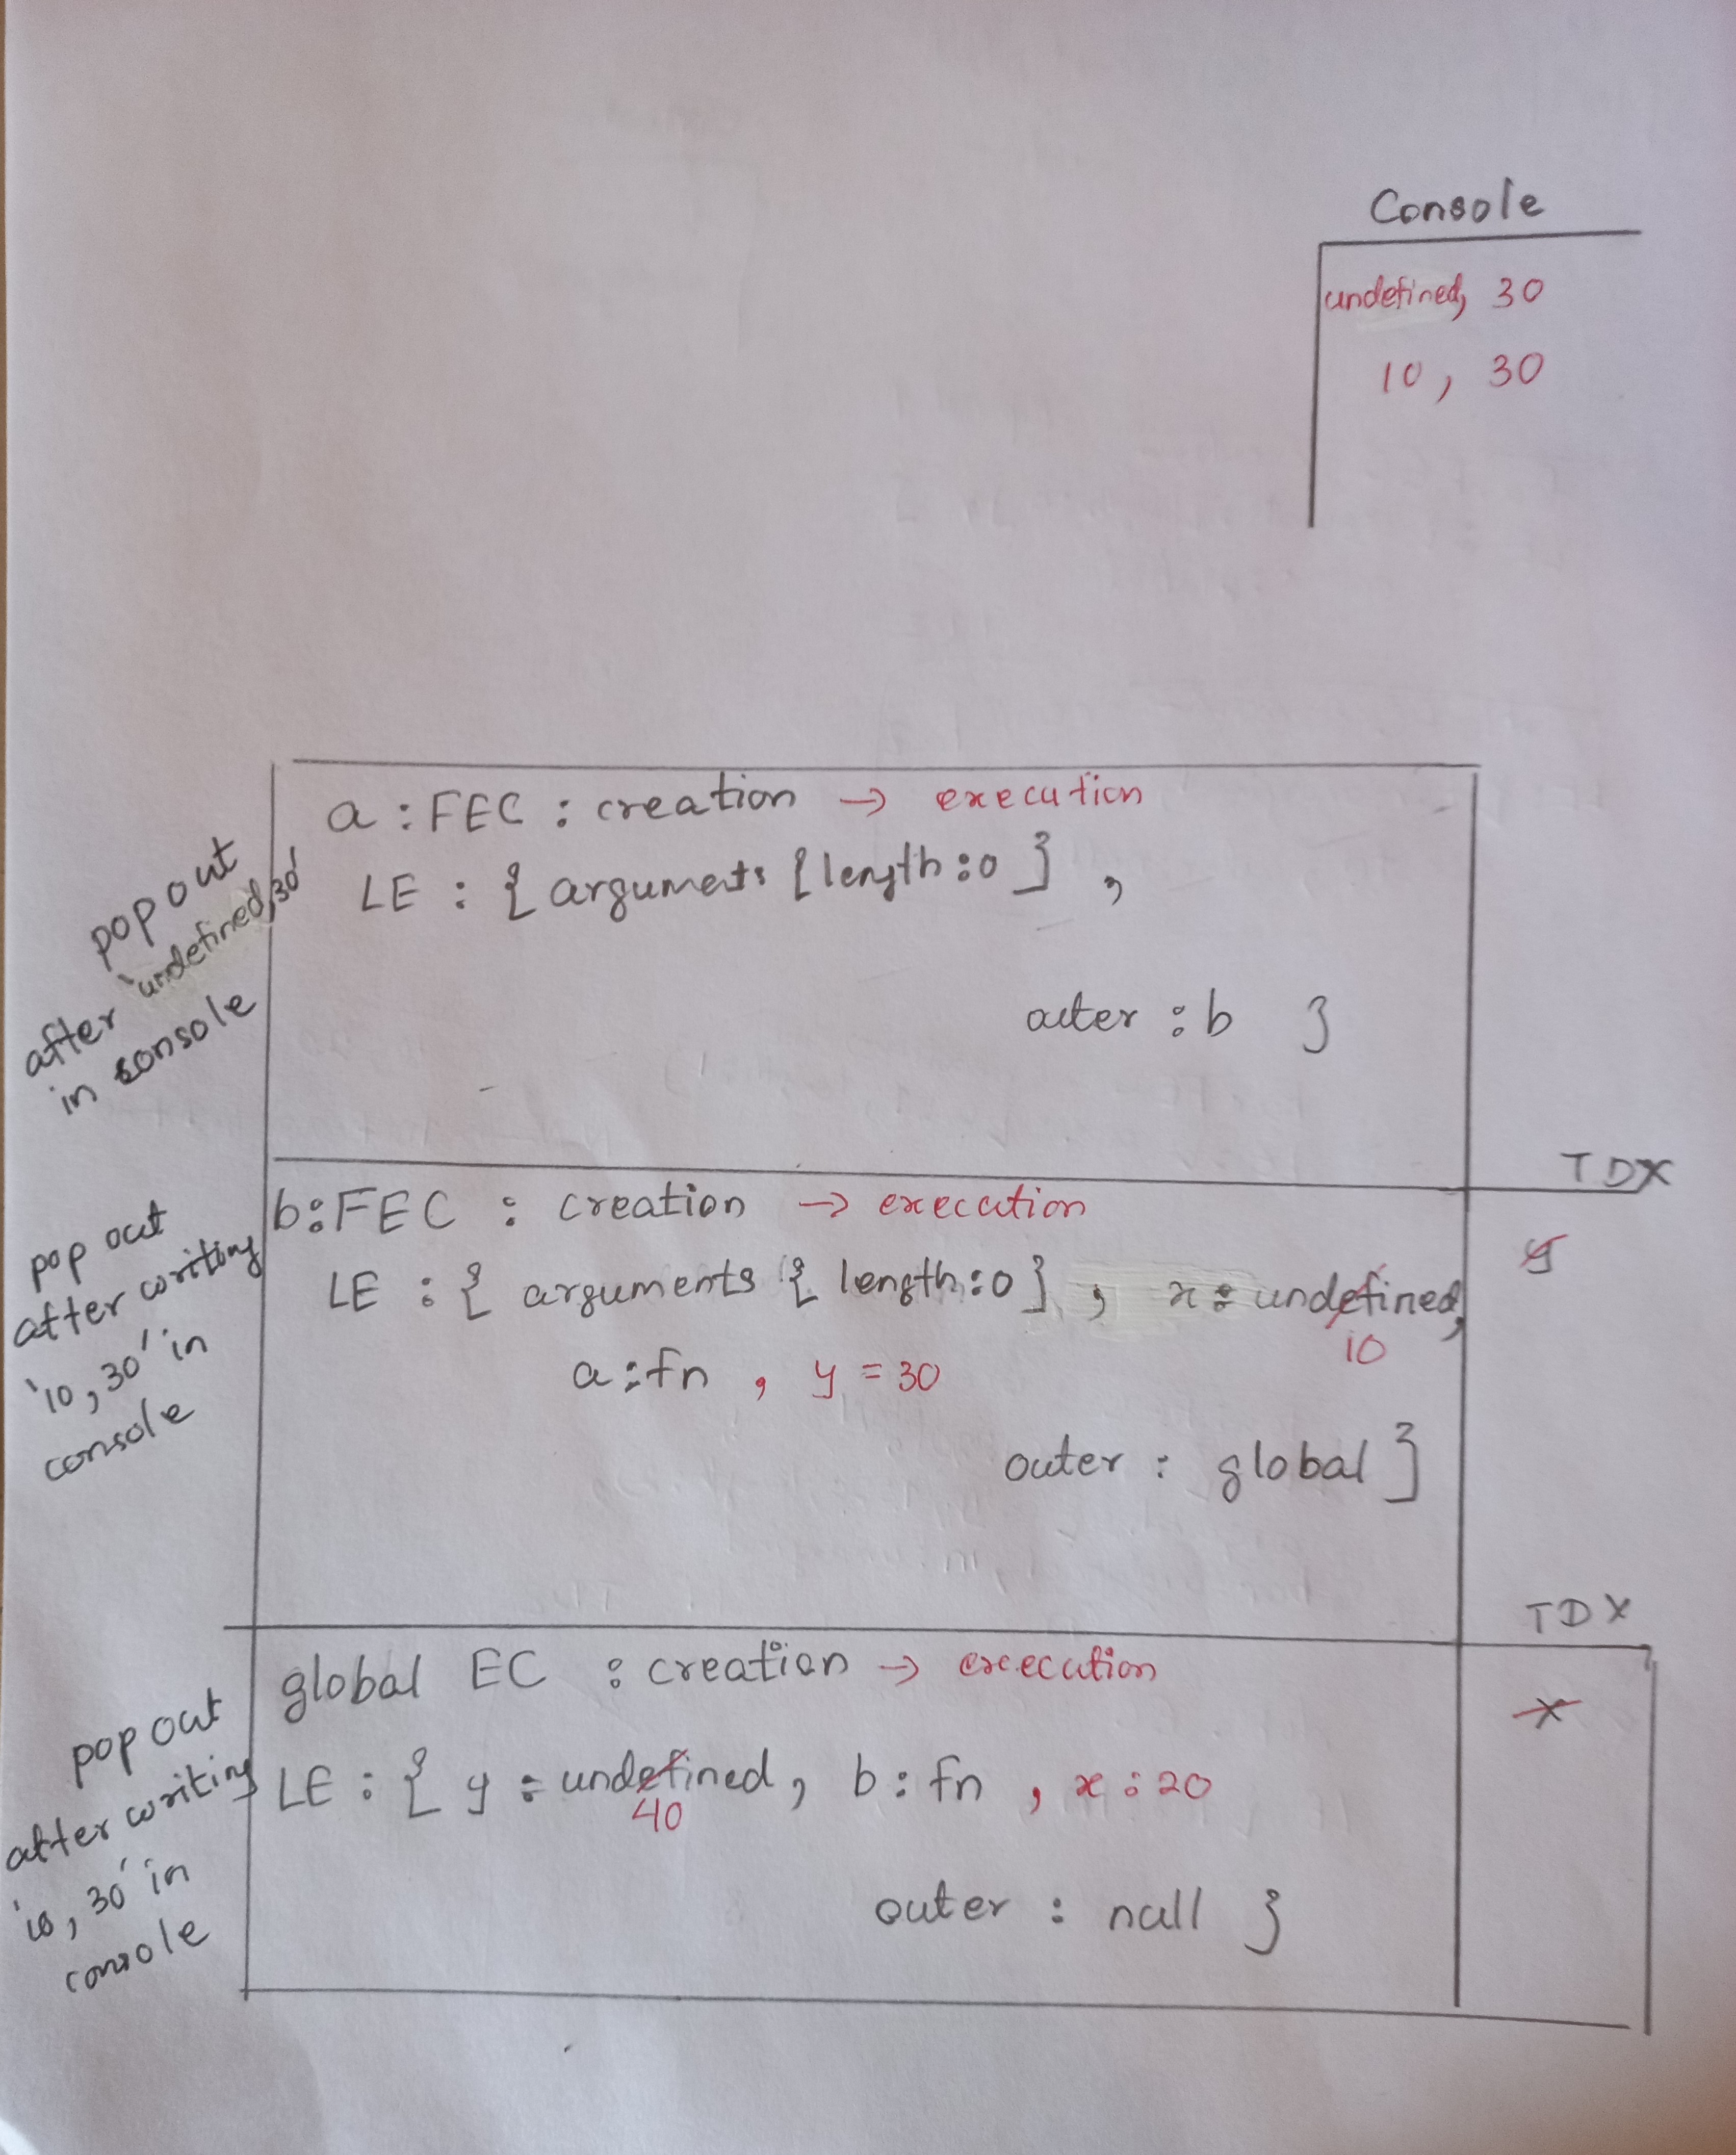 Console
undefined, 30
10, 30
a : FEC : creation → execution
LE : { arguments { length : 0 } ,
outer : b }
pop out
after 'undefined, 30'
in console
TDX
b : FEC : creation → execution
y
LE : { arguments { length : 0 } , x : undefined,
10
a : fn , y = 30
outer : global }
pop out
after writing
'10, 30' in
console
TDX
global EC : creation → execution
x
LE : { y : undefined, b : fn , x : 20
40
outer : null }
pop out
after writing
'10, 30' in
console